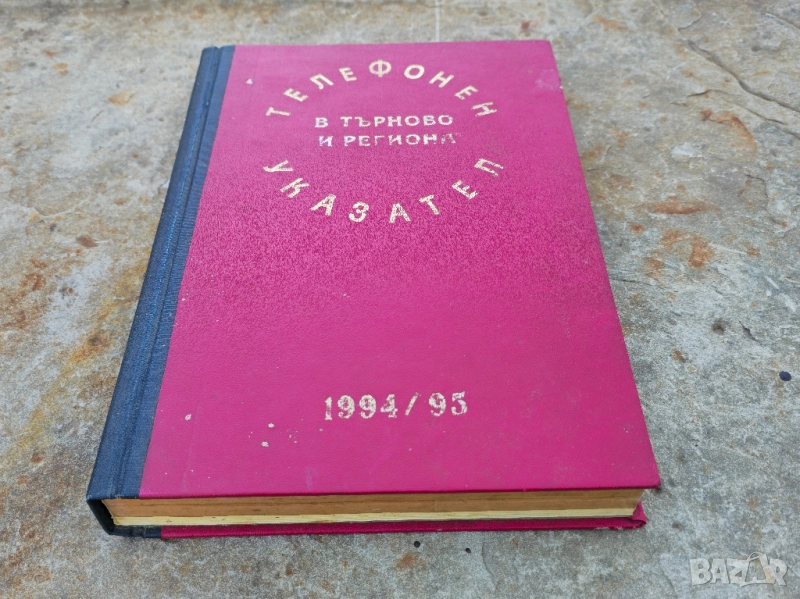 ТЕЛЕФОНЕН
В ТЪРНОВО
И РЕГИОНА
УКАЗАТЕЛ
1994/95
BAZAR